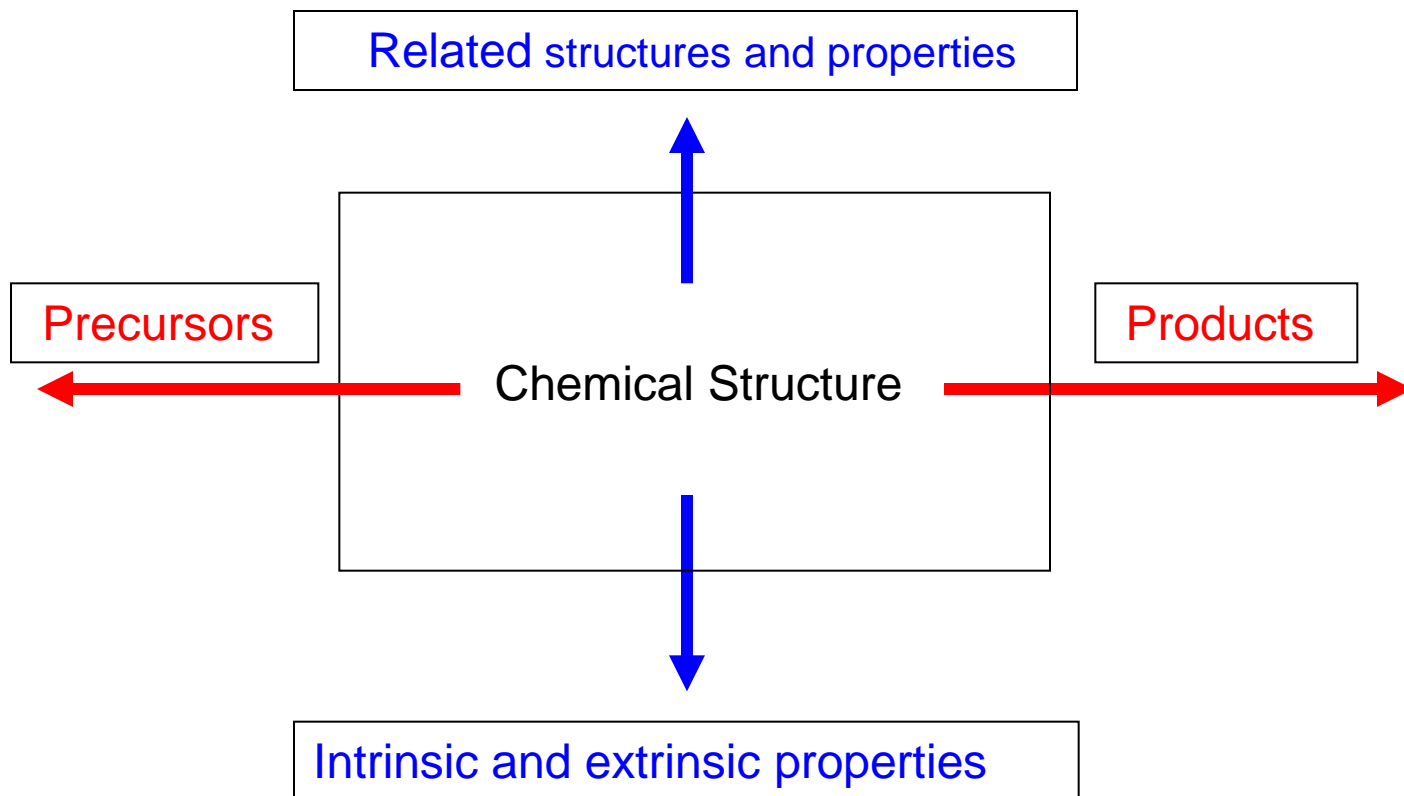 Related structures and properties
Precursors
Products
Chemical Structure
Intrinsic and extrinsic properties